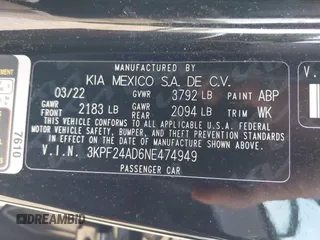 MANUFACTURED BY
KIA MEXICO S.A. DE C.V.
03/22 GVWR 3792 LB PAINT ABP
GAWR FRONT 2183 LB GAWR REAR 2094 LB TRIM WK
THIS VEHICLE CONFORMS TO ALL APPLICABLE U.S. FEDERAL
MOTOR VEHICLE SAFETY, BUMPER, AND THEFT PREVENTION STANDARDS
IN EFFECT ON THE DATE OF MANUFACTURE SHOWN ABOVE.
V.I.N. 3KPF24AD6NE474949
PASSENGER CAR
7610
V.I
DREAMBID